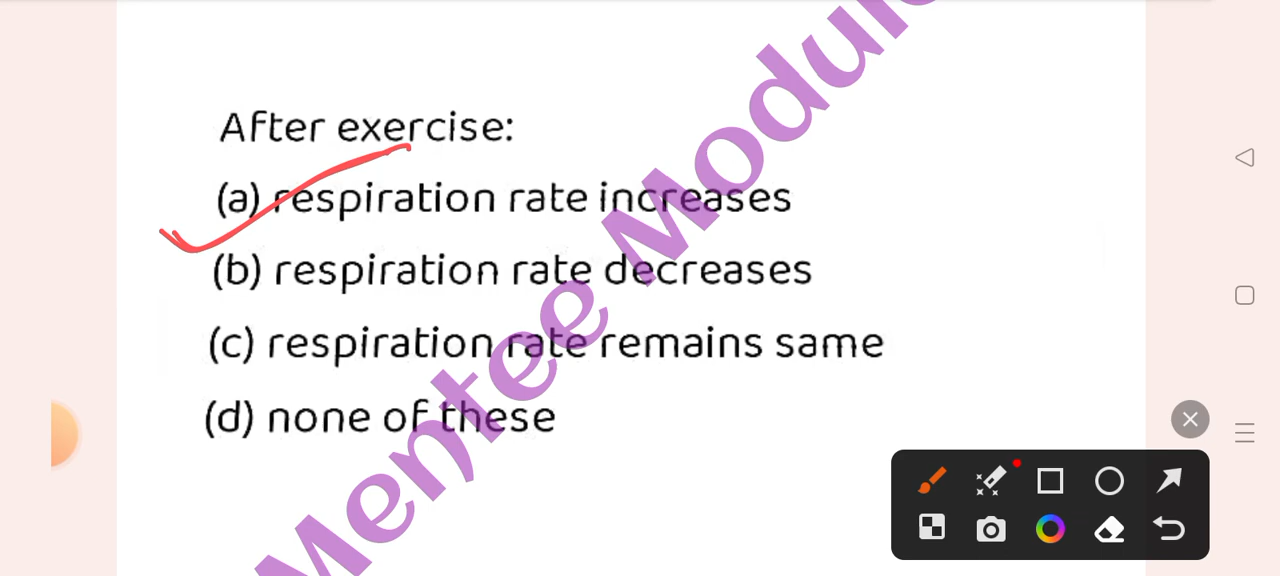 After exercise:
(a) respiration rate increases
(b) respiration rate decreases
(c) respiration rate remains same
(d) none of these
Mentee Module